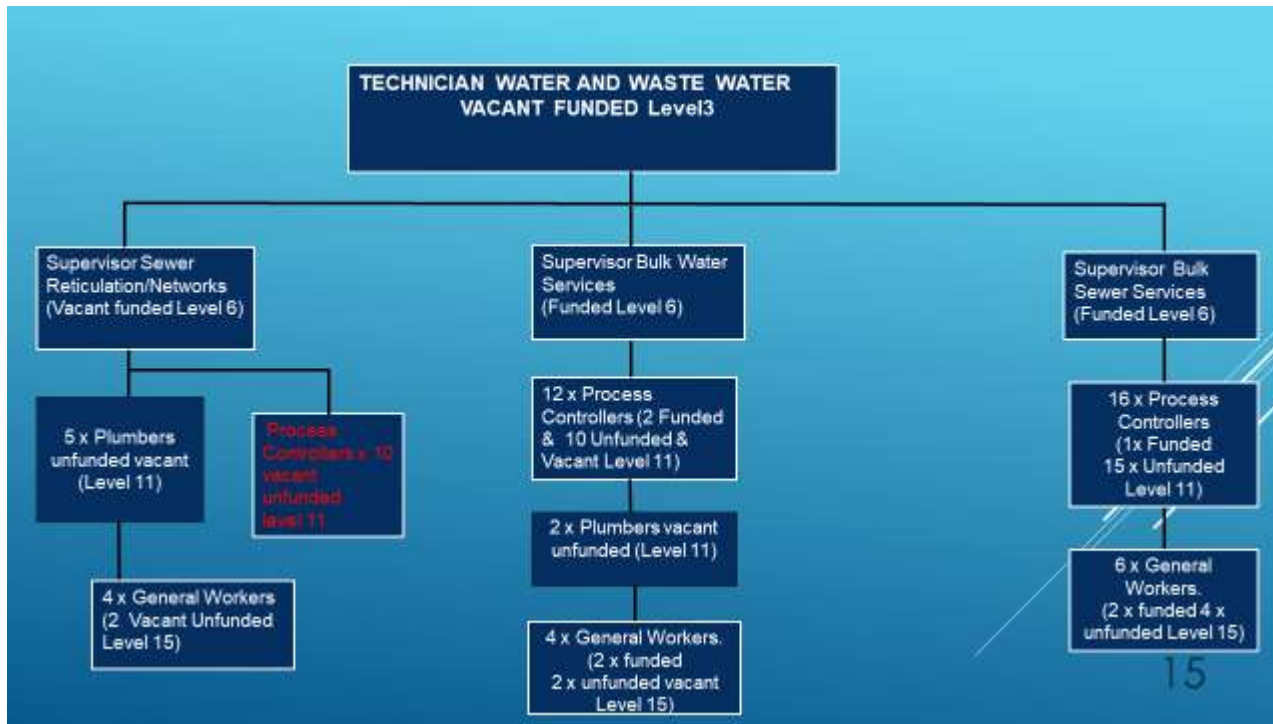 TECHNICIAN WATER AND WASTE WATER
VACANT FUNDED Level3
Supervisor Sewer
Reticulation/Networks
(Vacant funded Level 6)
Supervisor Bulk Water
Services
(Funded Level 6)
Supervisor Bulk
Sewer Services
(Funded Level 6)
5 x Plumbers
unfunded vacant
(Level 11)
Process
Controllers x 10
vacant
unfunded
level 11
12 x Process
Controllers (2 Funded
& 10 Unfunded &
Vacant Level 11)
16 x Process
Controllers
(1x Funded
15 x Unfunded
Level 11)
2 x Plumbers vacant
unfunded (Level 11)
4 x General Workers
(2 Vacant Unfunded
Level 15)
4 x General Workers.
(2 x funded
2 x unfunded vacant
Level 15)
6 x General
Workers.
(2 x funded 4 x
unfunded Level 15)
15